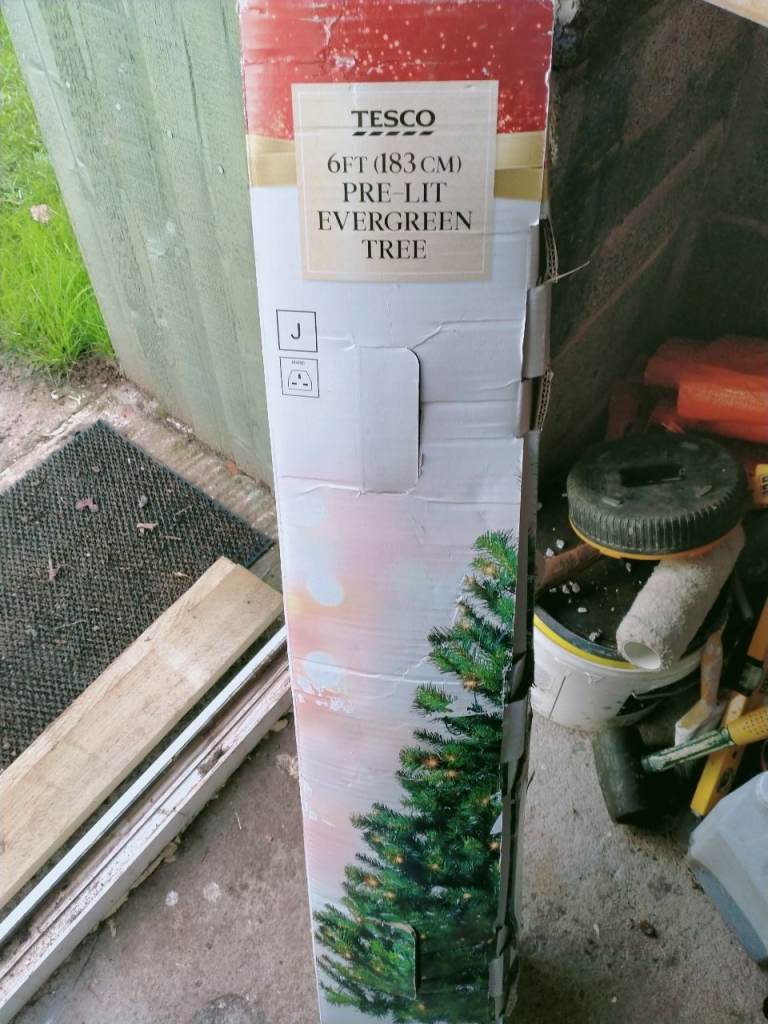 TESCO
6FT (183 CM)
PRE-LIT
EVERGREEN
TREE
J